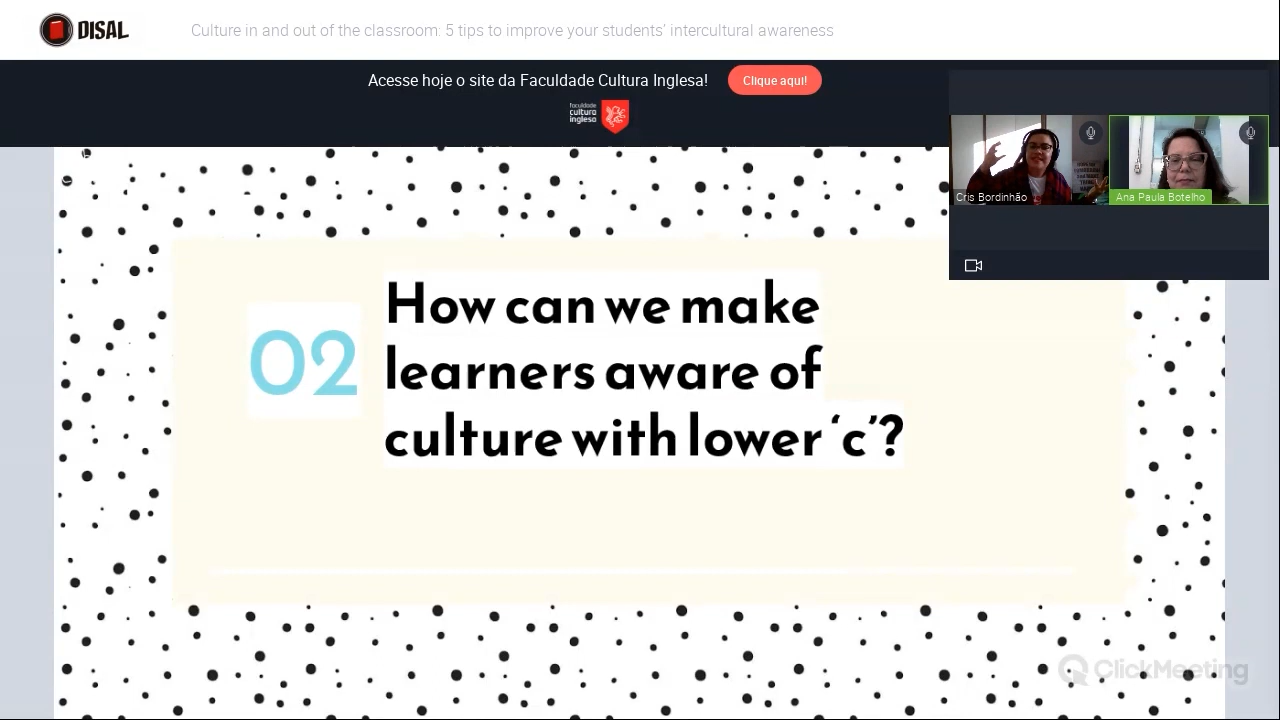 DISAL
Culture in and out of the classroom: 5 tips to improve your students' intercultural awareness
Acesse hoje o site da Faculdade Cultura Inglesa!
Clique aqui!
faculdade
cultura
inglesa
Cris Bordinhão
Ana Paula Botelho
02
How can we make
learners aware of
culture with lower ‘c’?
ClickMeeting